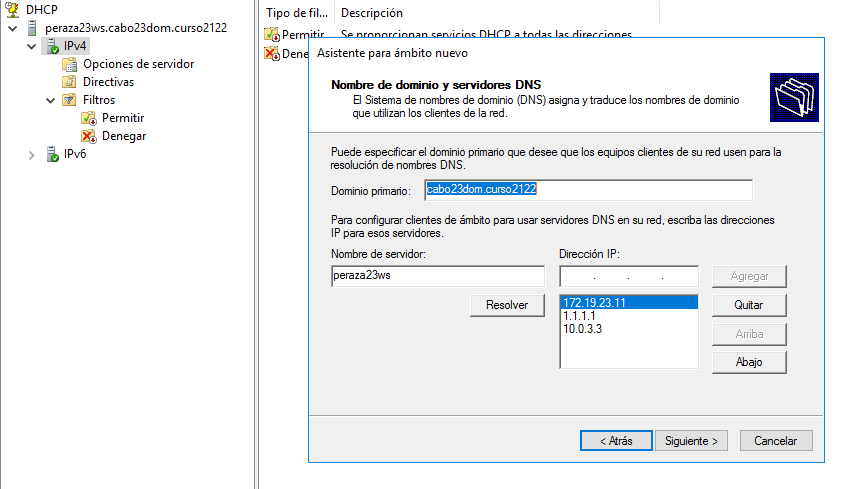 DHCP
peraza23ws.cabo23dom.curso2122
IPv4
Opciones de servidor
Directivas
Filtros
Permitir
Denegar
IPv6
Tipo de fil... Descripción
Permitir Se proporcionan servicios DHCP a todas las direcciones
Dene
Asistente para ámbito nuevo
Nombre de dominio y servidores DNS
El Sistema de nombres de dominio (DNS) asigna y traduce los nombres de dominio
que utilizan los clientes de la red.
Puede especificar el dominio primario que desee que los equipos clientes de su red usen para la
resolución de nombres DNS.
Dominio primario: cabo23dom.curso2122
Para configurar clientes de ámbito para usar servidores DNS en su red, escriba las direcciones
IP para esos servidores.
Nombre de servidor: Dirección IP:
peraza23ws . . . Agregar
Resolver 172.19.23.11 Quitar
1.1.1.1
10.0.3.3
Arriba
Abajo
< Atrás Siguiente > Cancelar